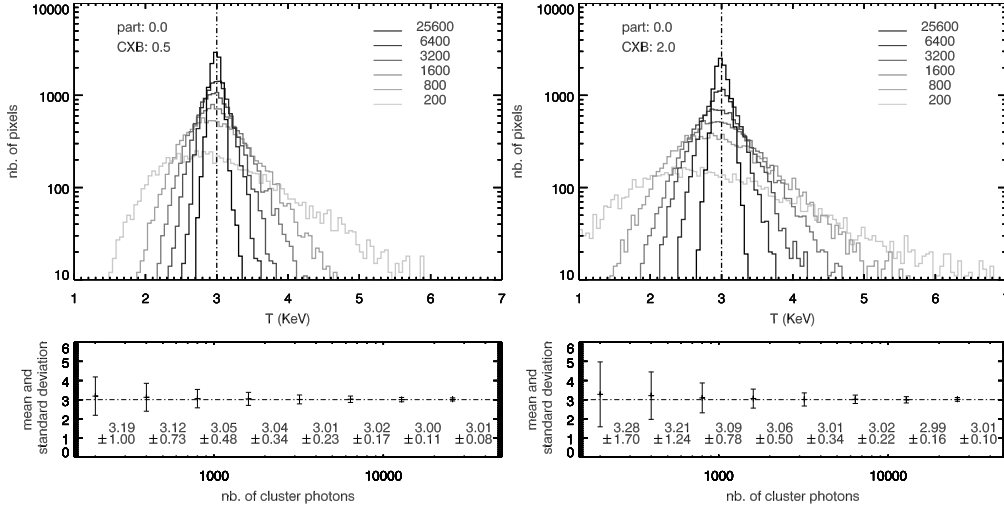 10000
1000
100
10
nb. of pixels
part: 0.0
CXB: 0.5
25600
6400
3200
1600
800
200
1 2 3 4 5 6 7
T (KeV)
10000
1000
100
10
nb. of pixels
part: 0.0
CXB: 2.0
25600
6400
3200
1600
800
200
1 2 3 4 5 6 7
T (KeV)
6
5
4
3
2
1
0
mean and
standard deviation
3.19 3.12 3.05 3.04 3.01 3.02 3.00 3.01
±1.00 ±0.73 ±0.48 ±0.34 ±0.23 ±0.17 ±0.11 ±0.08
1000 10000
nb. of cluster photons
6
5
4
3
2
1
0
mean and
standard deviation
3.28 3.21 3.09 3.06 3.01 3.02 2.99 3.01
±1.70 ±1.24 ±0.78 ±0.50 ±0.34 ±0.22 ±0.16 ±0.10
1000 10000
nb. of cluster photons